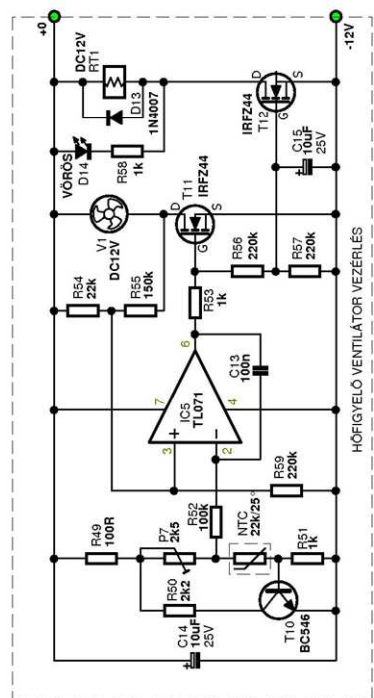 +0
-12V
DC12V
RT1
D13
1N4007
VÖRÖS
D14
R58
1k
IRFZ44
T12
D
S
G
C15
10uF
25V
V1
DC12V
T11
IRFZ44
D
S
G
R56
220k
R57
220k
R54
22k
R55
150k
R53
1k
6
C13
100n
7
IC5
TL071
4
+
-
3
2
R59
220k
R52
100k
R49
100R
P7
2k5
NTC
22k/25°
R51
1k
R50
2k2
T10
BC546
C14
10uF
25V
HŐFIGYELŐ VENTILÁTOR VEZÉRLÉS